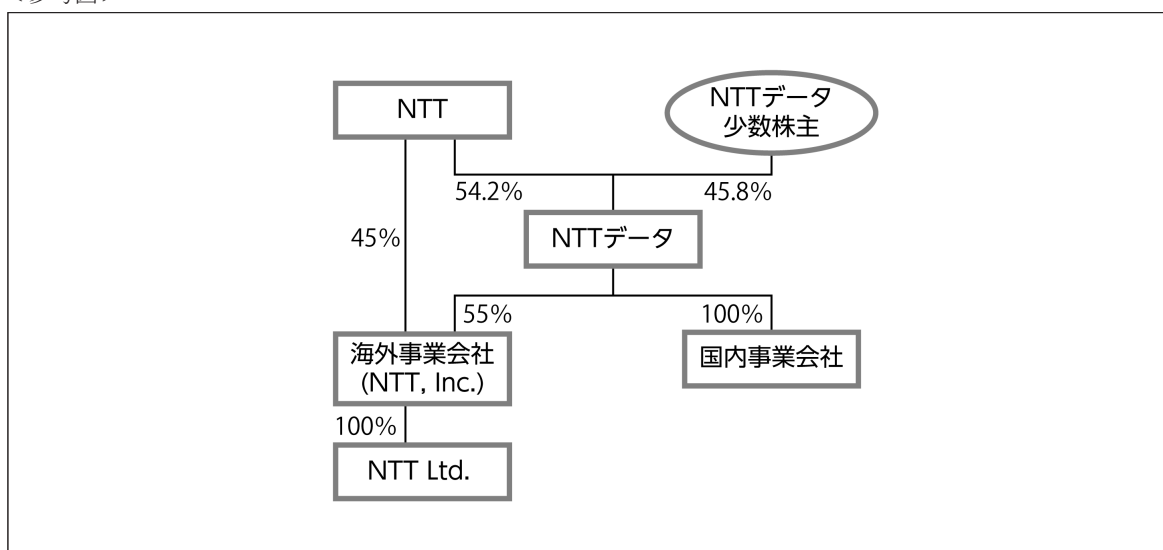 NTT
NTTデータ
少数株主
54.2%
45.8%
45%
NTTデータ
55%
100%
海外事業会社
(NTT, Inc.)
国内事業会社
100%
NTT Ltd.